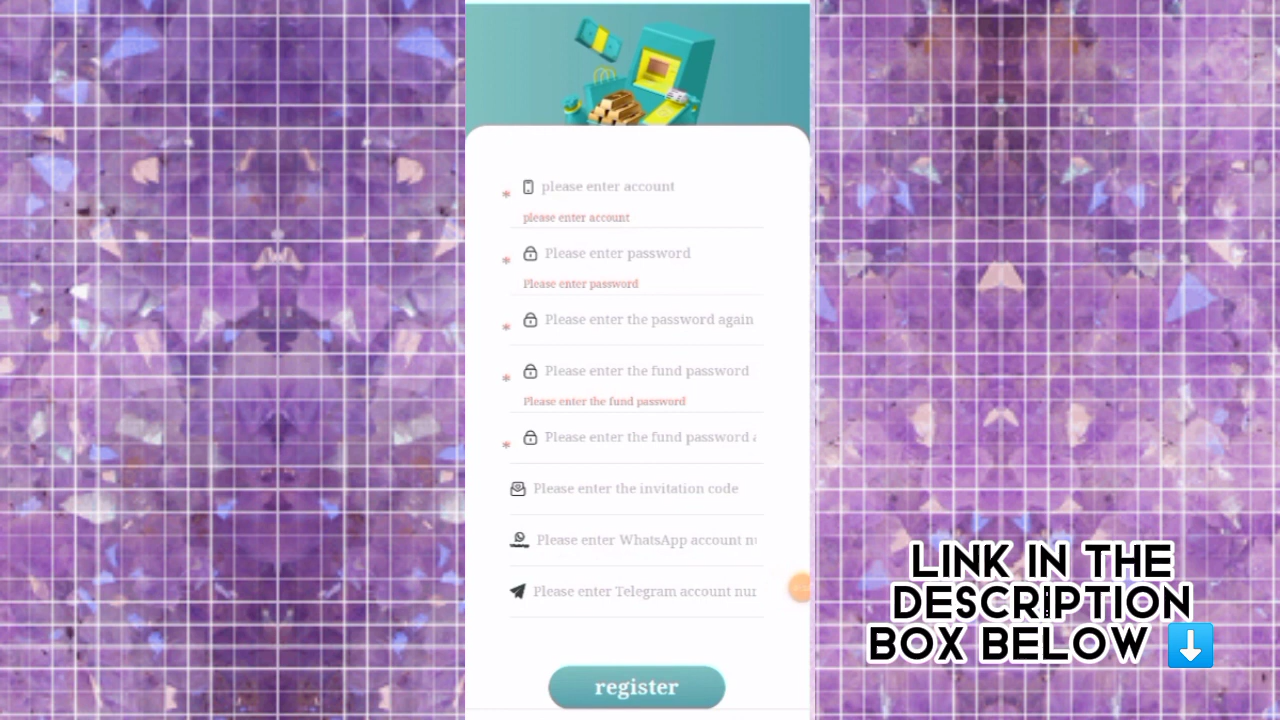 please enter account
please enter account
Please enter password
Please enter password
Please enter the password again
Please enter the fund password
Please enter the fund password
Please enter the fund password
Please enter the invitation code
Please enter WhatsApp account
Please enter Telegram account
register
LINK IN THE
DESCRIPTION
BOX BELOW ⬇️